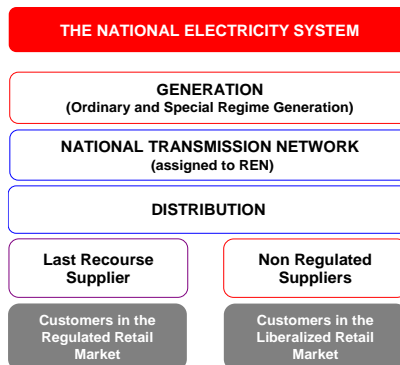 THE NATIONAL ELECTRICITY SYSTEM
GENERATION
(Ordinary and Special Regime Generation)
NATIONAL TRANSMISSION NETWORK
(assigned to REN)
DISTRIBUTION
Last Recourse
Supplier
Non Regulated
Suppliers
Customers in the
Regulated Retail
Market
Customers in the
Liberalized Retail
Market